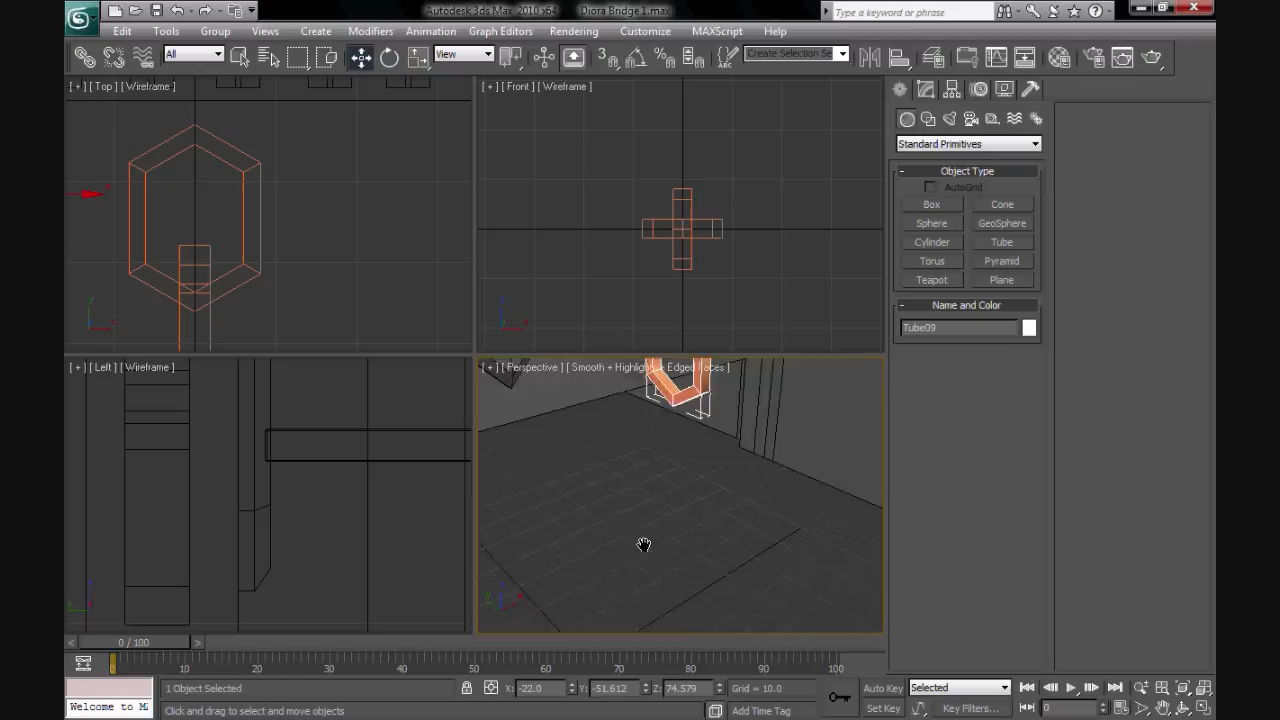 Autodesk 3ds Max 2010 x64 Diora Bridge 1.max Type a keyword or phrase
Edit Tools Group Views Create Modifiers Animation Graph Editors Rendering Customize MAXScript Help
All View 3 Create Selection Se
[ + ] [ Top ] [ Wireframe ] [ + ] [ Front ] [ Wireframe ]
Standard Primitives
- Object Type
AutoGrid
Box Cone
Sphere GeoSphere
Cylinder Tube
Torus Pyramid
Teapot Plane
- Name and Color
Tube09
[ + ] [ Left ] [ Wireframe ] [ + ] [ Perspective ] [ Smooth + Highlights + Edged Faces ]
< 0 / 100 >
0 10 20 30 40 50 60 70 80 90 100
1 Object Selected X: -22.0 Y: -51.612 Z: 74.579 Grid = 10.0 Auto Key Selected
Welcome to M Click and drag to select and move objects Add Time Tag Set Key Key Filters... 0